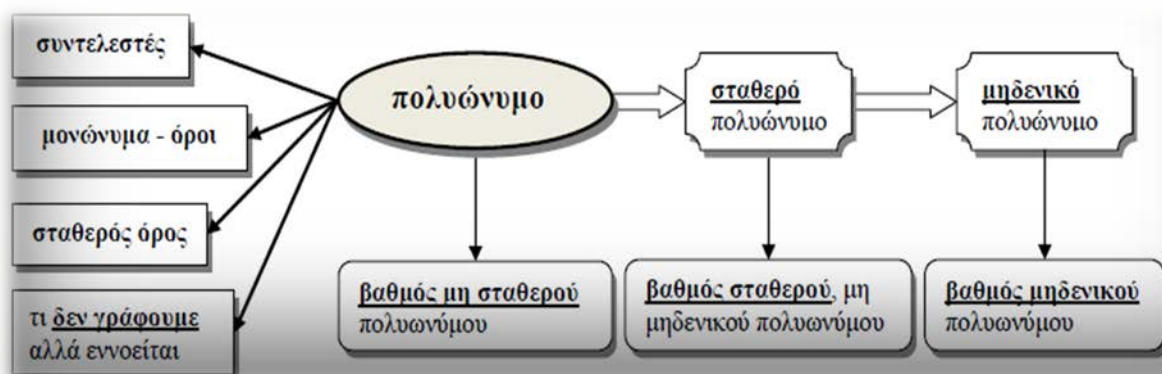 συντελεστές
μονώνυμα - όροι
σταθερός όρος
τι δεν γράφουμε
αλλά εννοείται
πολυώνυμο
σταθερό
πολυώνυμο
μηδενικό
πολυώνυμο
βαθμός μη σταθερού
πολυωνύμου
βαθμός σταθερού, μη
μηδενικού πολυωνύμου
βαθμός μηδενικού
πολυωνύμου